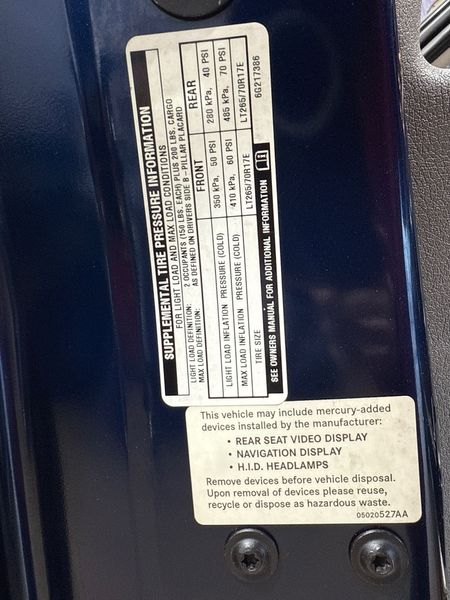 SUPPLEMENTAL TIRE PRESSURE INFORMATION
FOR LIGHT LOAD AND MAX LOAD CONDITIONS
LIGHT LOAD DEFINITION: 2 OCCUPANTS (150 LBS. EACH) PLUS 200 LBS. CARGO
MAX LOAD DEFINITION: AS DEFINED ON DRIVERS SIDE B-PILLAR PLACARD
FRONT REAR
LIGHT LOAD INFLATION PRESSURE (COLD) 350 kPa, 50 PSI 280 kPa, 40 PSI
MAX LOAD INFLATION PRESSURE (COLD) 410 kPa, 60 PSI 485 kPa, 70 PSI
TIRE SIZE LT265/70R17E LT265/70R17E
SEE OWNERS MANUAL FOR ADDITIONAL INFORMATION 6G217386
This vehicle may include mercury-added
devices installed by the manufacturer:
• REAR SEAT VIDEO DISPLAY
• NAVIGATION DISPLAY
• H.I.D. HEADLAMPS
Remove devices before vehicle disposal.
Upon removal of devices please reuse,
recycle or dispose as hazardous waste.
05020527AA